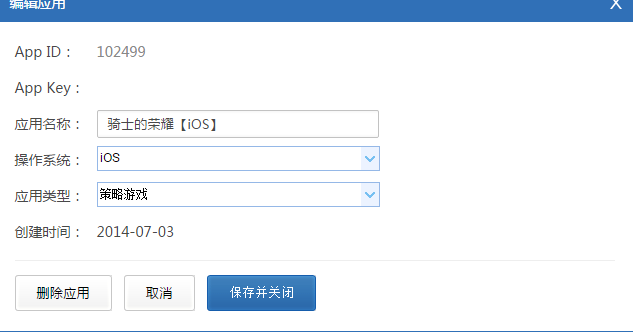 编辑应用 X
App ID： 102499
App Key：
应用名称： 骑士的荣耀【iOS】
操作系统： iOS
应用类型： 策略游戏
创建时间： 2014-07-03
删除应用 取消 保存并关闭